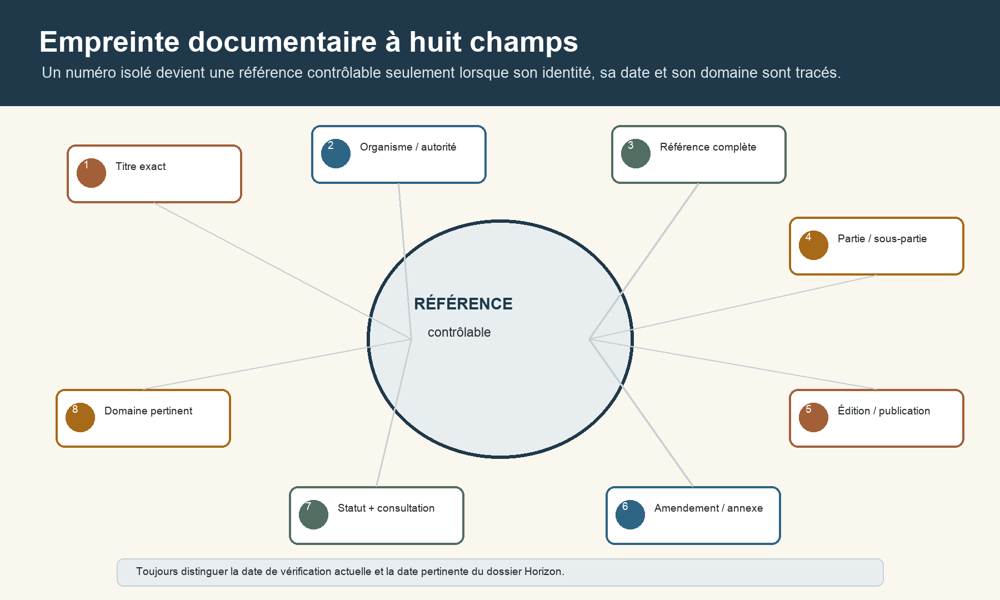 Empreinte documentaire à huit champs
Un numéro isolé devient une référence contrôlable seulement lorsque son identité, sa date et son domaine sont tracés.
1
Titre exact
2
Organisme / autorité
3
Référence complète
4
Partie / sous-partie
RÉFÉRENCE
contrôlable
5
Édition / publication
6
Amendement / annexe
7
Statut + consultation
8
Domaine pertinent
Toujours distinguer la date de vérification actuelle et la date pertinente du dossier Horizon.